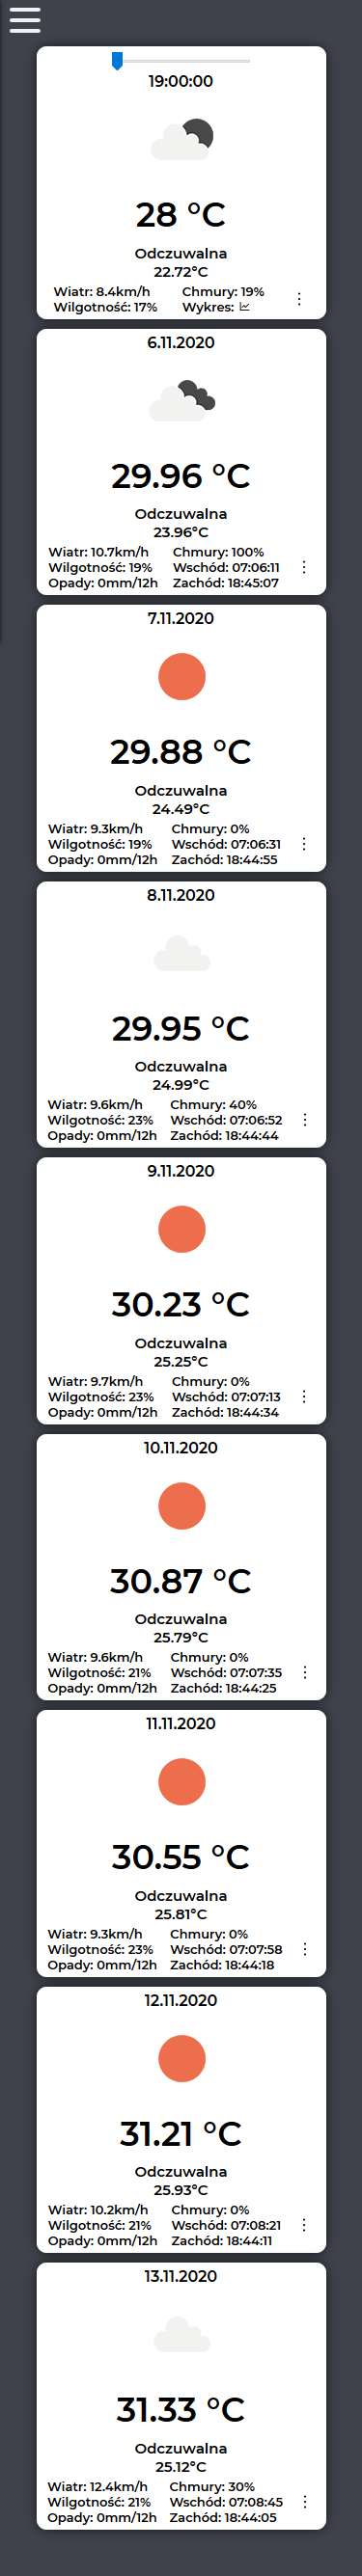 19:00:00
28 °C
Odczuwalna
22.72°C
Wiatr: 8.4km/h Chmury: 19%
Wilgotność: 17% Wykres:
6.11.2020
29.96 °C
Odczuwalna
23.96°C
Wiatr: 10.7km/h Chmury: 100%
Wilgotność: 19% Wschód: 07:06:11
Opady: 0mm/12h Zachód: 18:45:07
7.11.2020
29.88 °C
Odczuwalna
24.49°C
Wiatr: 9.3km/h Chmury: 0%
Wilgotność: 19% Wschód: 07:06:31
Opady: 0mm/12h Zachód: 18:44:55
8.11.2020
29.95 °C
Odczuwalna
24.99°C
Wiatr: 9.6km/h Chmury: 40%
Wilgotność: 23% Wschód: 07:06:52
Opady: 0mm/12h Zachód: 18:44:44
9.11.2020
30.23 °C
Odczuwalna
25.25°C
Wiatr: 9.7km/h Chmury: 0%
Wilgotność: 23% Wschód: 07:07:13
Opady: 0mm/12h Zachód: 18:44:34
10.11.2020
30.87 °C
Odczuwalna
25.79°C
Wiatr: 9.6km/h Chmury: 0%
Wilgotność: 21% Wschód: 07:07:35
Opady: 0mm/12h Zachód: 18:44:25
11.11.2020
30.55 °C
Odczuwalna
25.81°C
Wiatr: 9.3km/h Chmury: 0%
Wilgotność: 23% Wschód: 07:07:58
Opady: 0mm/12h Zachód: 18:44:18
12.11.2020
31.21 °C
Odczuwalna
25.93°C
Wiatr: 10.2km/h Chmury: 0%
Wilgotność: 21% Wschód: 07:08:21
Opady: 0mm/12h Zachód: 18:44:11
13.11.2020
31.33 °C
Odczuwalna
25.12°C
Wiatr: 12.4km/h Chmury: 30%
Wilgotność: 21% Wschód: 07:08:45
Opady: 0mm/12h Zachód: 18:44:05